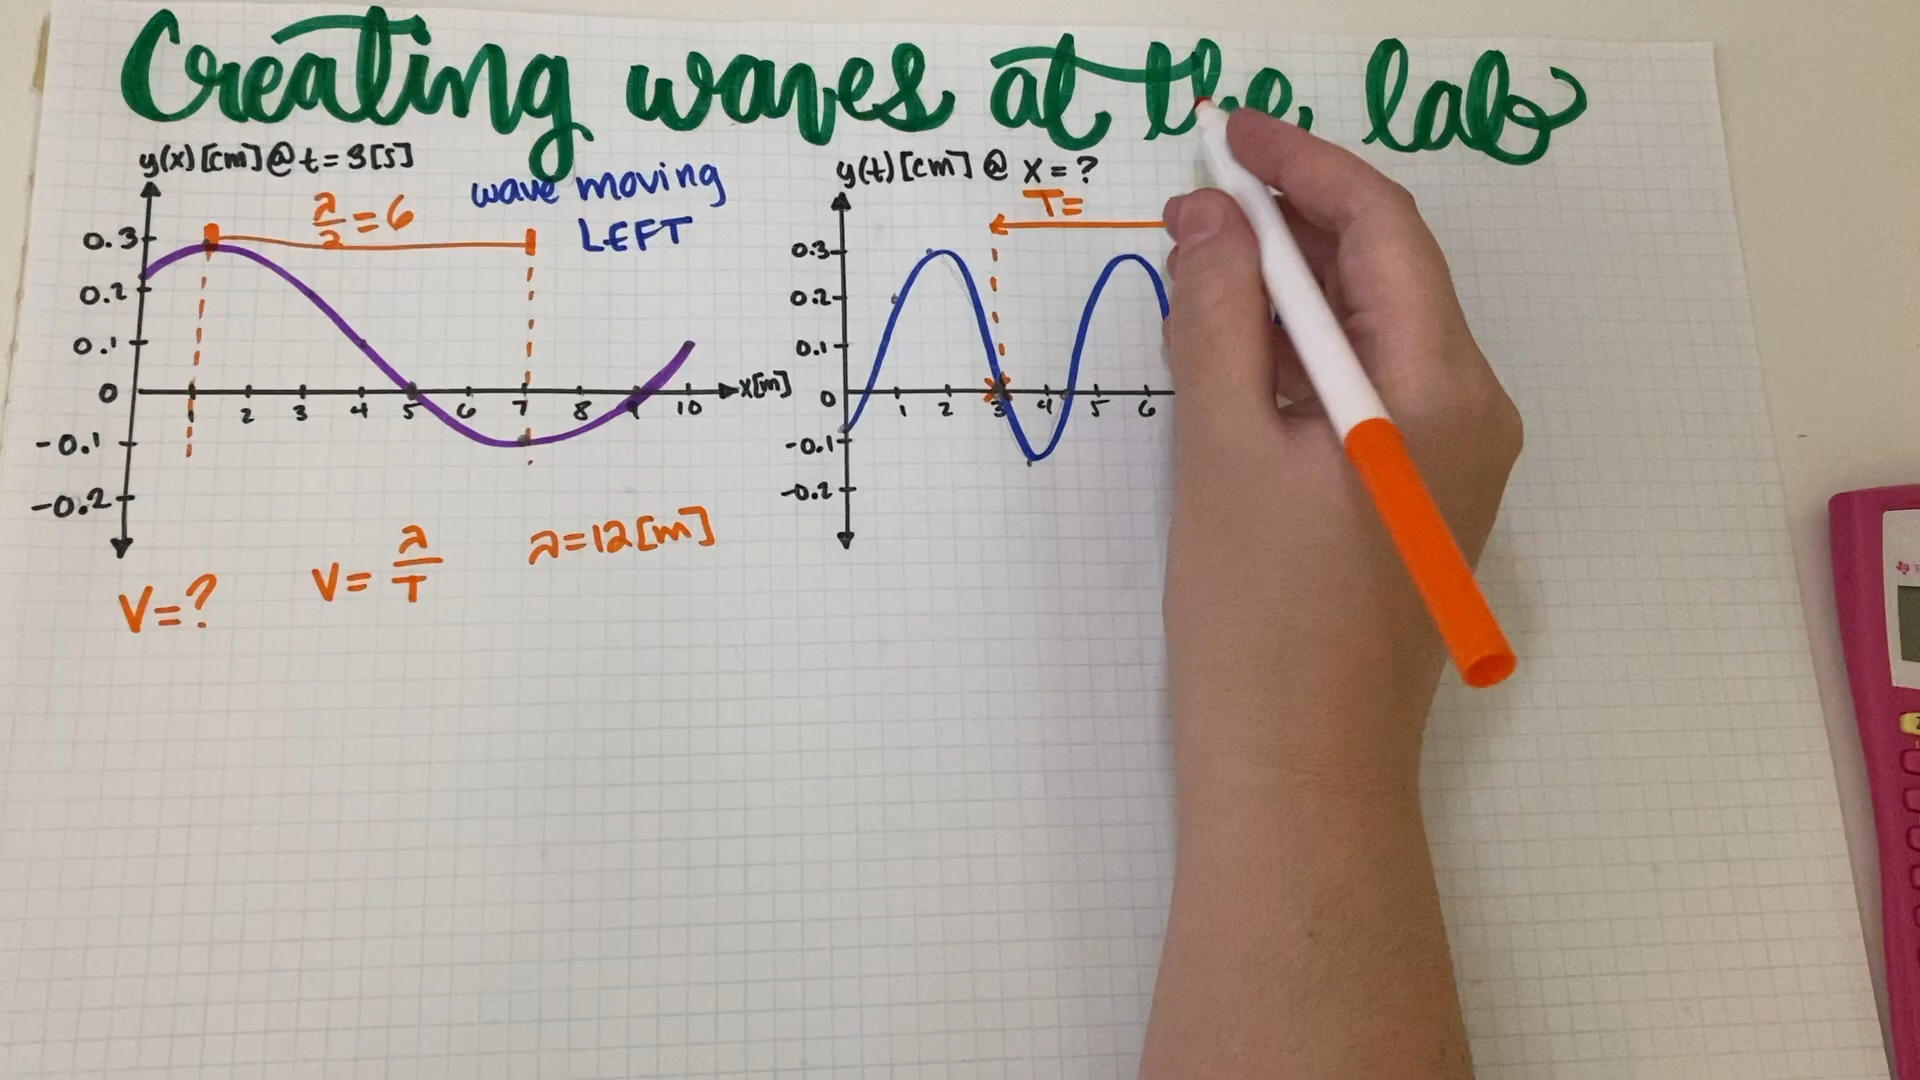 Creating waves at the lab
y(x) [cm] @ t = 3[s]
wave moving
LEFT
λ/2 = 6
0.3
0.2
0.1
0
-0.1
-0.2
1 2 3 4 5 6 7 8 9 10
x[m]
y(t) [cm] @ x = ?
T=
0.3
0.2
0.1
0
-0.1
-0.2
1 2 3 4 5 6
V=?
V= λ/T
λ=12[m]